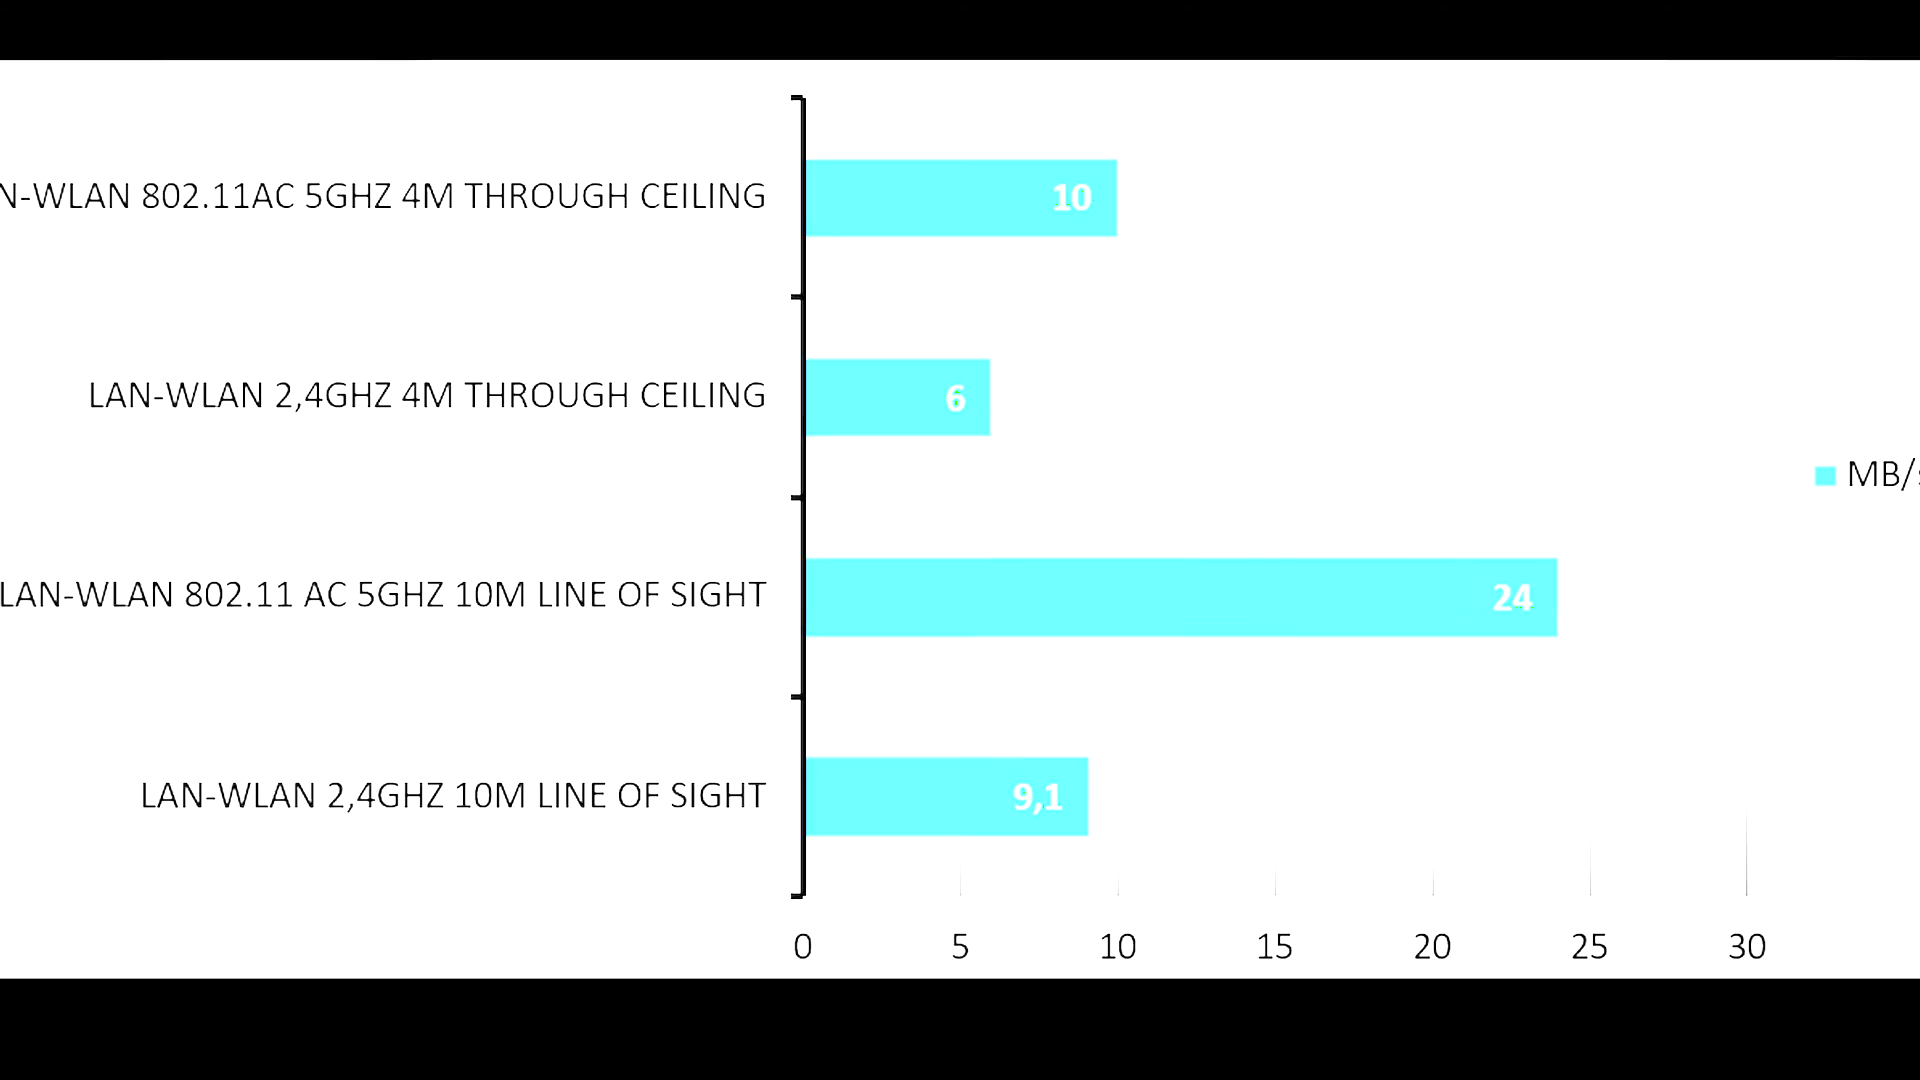 N-WLAN 802.11AC 5GHZ 4M THROUGH CEILING
10
LAN-WLAN 2,4GHZ 4M THROUGH CEILING
6
MB/s
LAN-WLAN 802.11 AC 5GHZ 10M LINE OF SIGHT
24
LAN-WLAN 2,4GHZ 10M LINE OF SIGHT
9,1
0 5 10 15 20 25 30